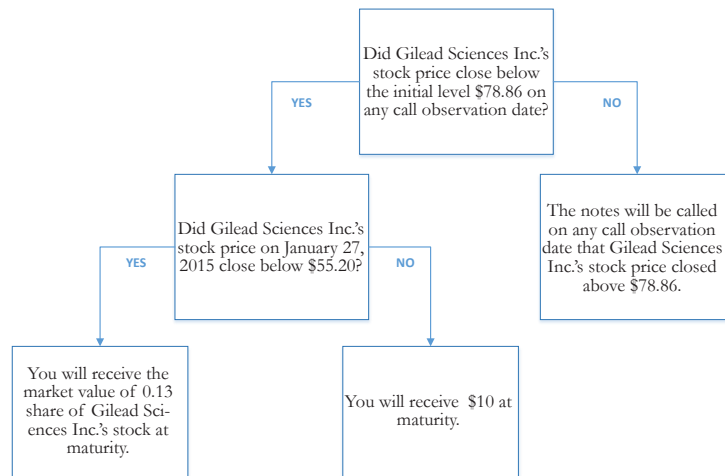 Did Gilead Sciences Inc.'s
stock price close below
the initial level $78.86 on
any call observation date?
YES
NO
Did Gilead Sciences Inc.'s
stock price on January 27,
2015 close below $55.20?
The notes will be called
on any call observation
date that Gilead Sciences
Inc.'s stock price closed
above $78.86.
YES
NO
You will receive the
market value of 0.13
share of Gilead Sci-
ences Inc.'s stock at
maturity.
You will receive $10 at
maturity.